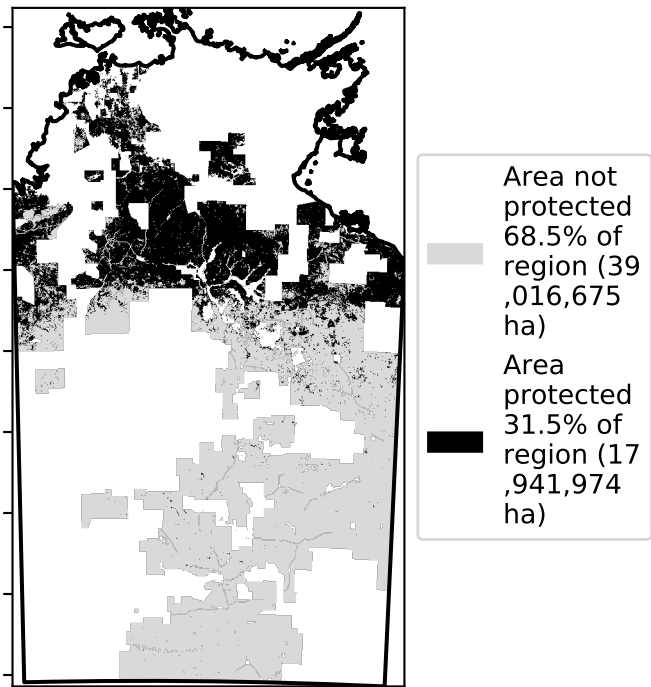 Area not
protected
68.5% of
region (39
,016,675
ha)
Area
protected
31.5% of
region (17
,941,974
ha)